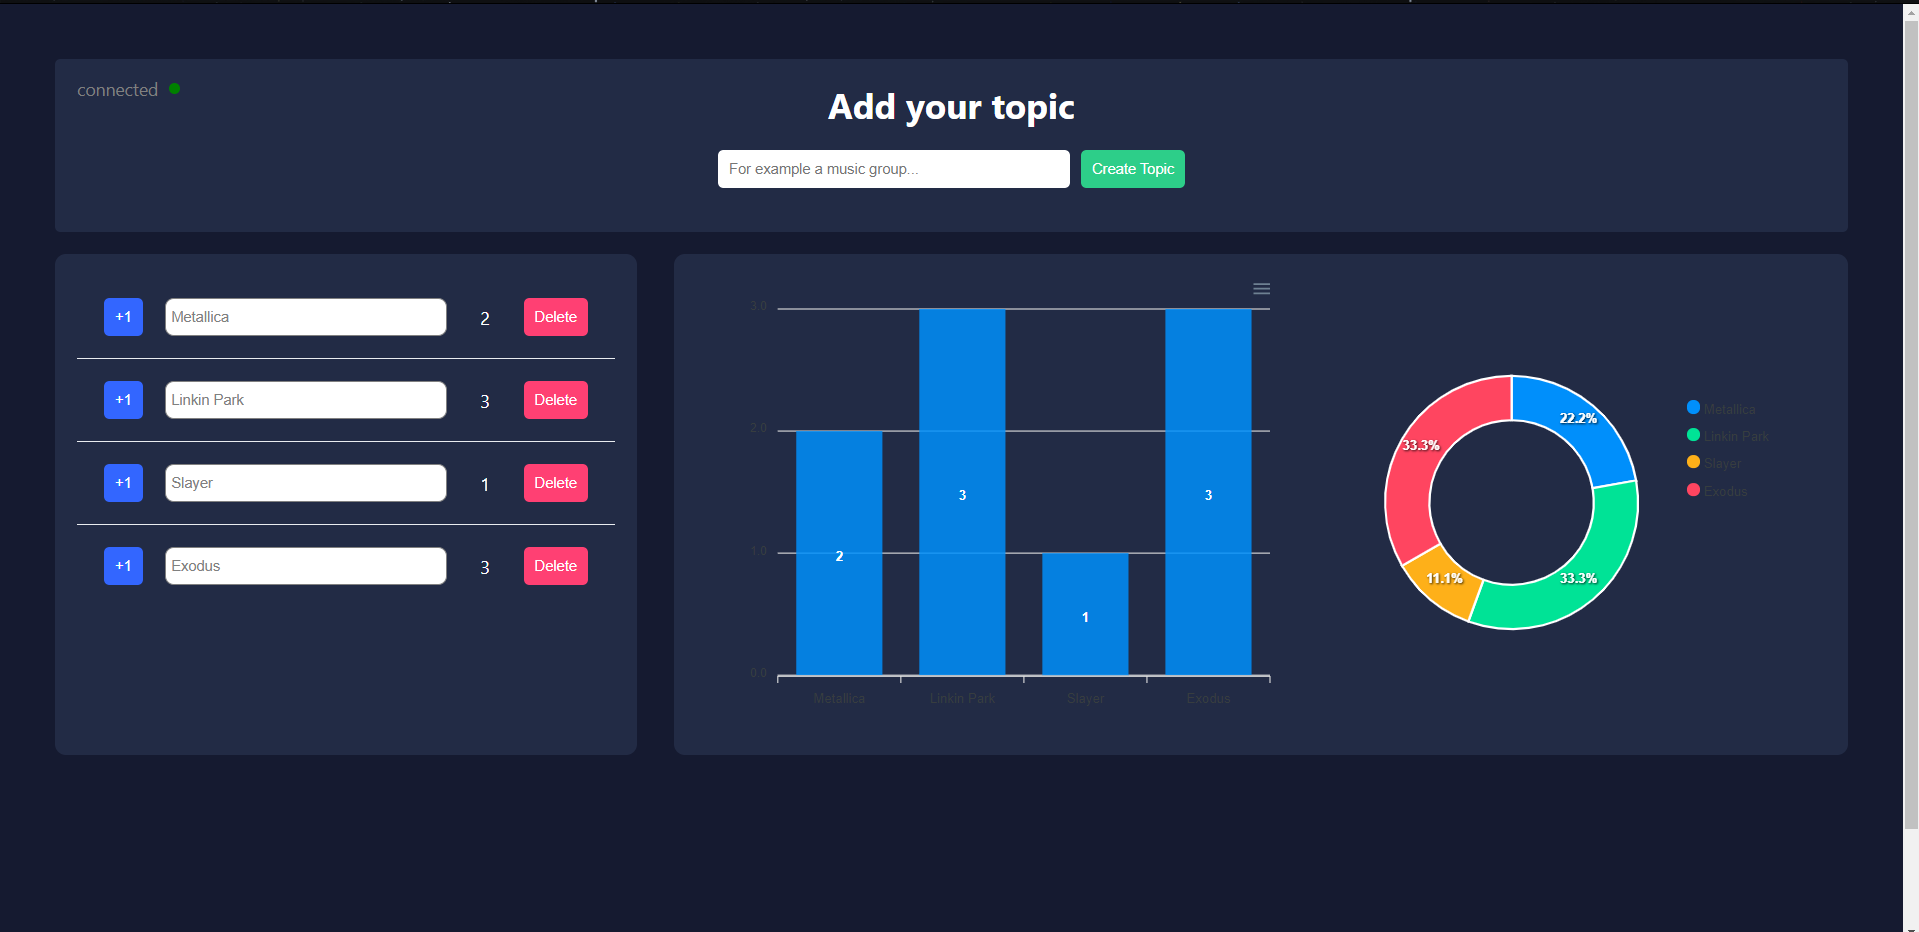 connected
Add your topic
For example a music group...
Create Topic
+1 Metallica 2 Delete
+1 Linkin Park 3 Delete
+1 Slayer 1 Delete
+1 Exodus 3 Delete
3.0
2.0
1.0
0.0
2
3
1
3
Metallica Linkin Park Slayer Exodus
22.2%
33.3%
11.1%
33.3%
Metallica
Linkin Park
Slayer
Exodus